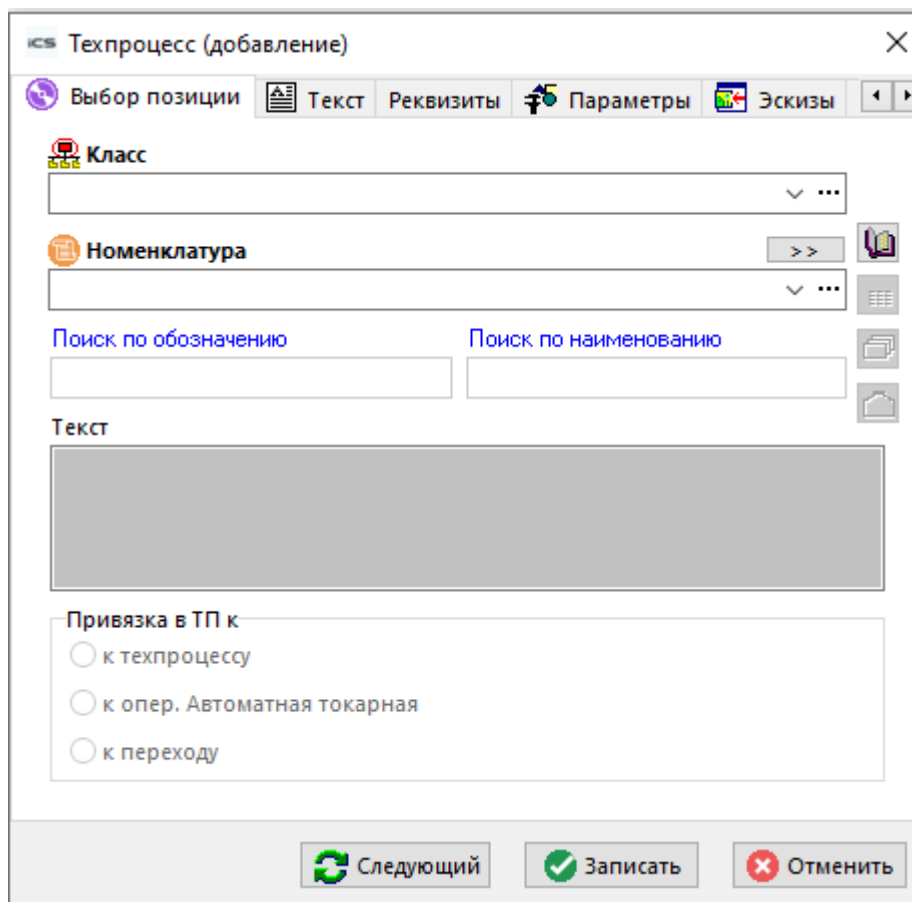 iCS Техпроцесс (добавление)
Выбор позиции Текст Реквизиты Параметры Эскизы
Класс
Номенклатура >>
Поиск по обозначению Поиск по наименованию
Текст
Привязка в ТП к
к техпроцессу
к опер. Автоматная токарная
к переходу
Следующий Записать Отменить